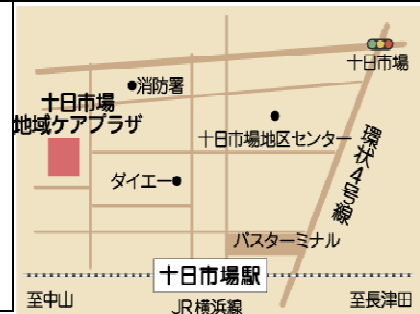 十日市場
消防署
十日市場
地域ケアプラザ
十日市場地区センター
環状4号線
ダイエー
バスターミナル
十日市場駅
至中山
JR横浜線
至長津田